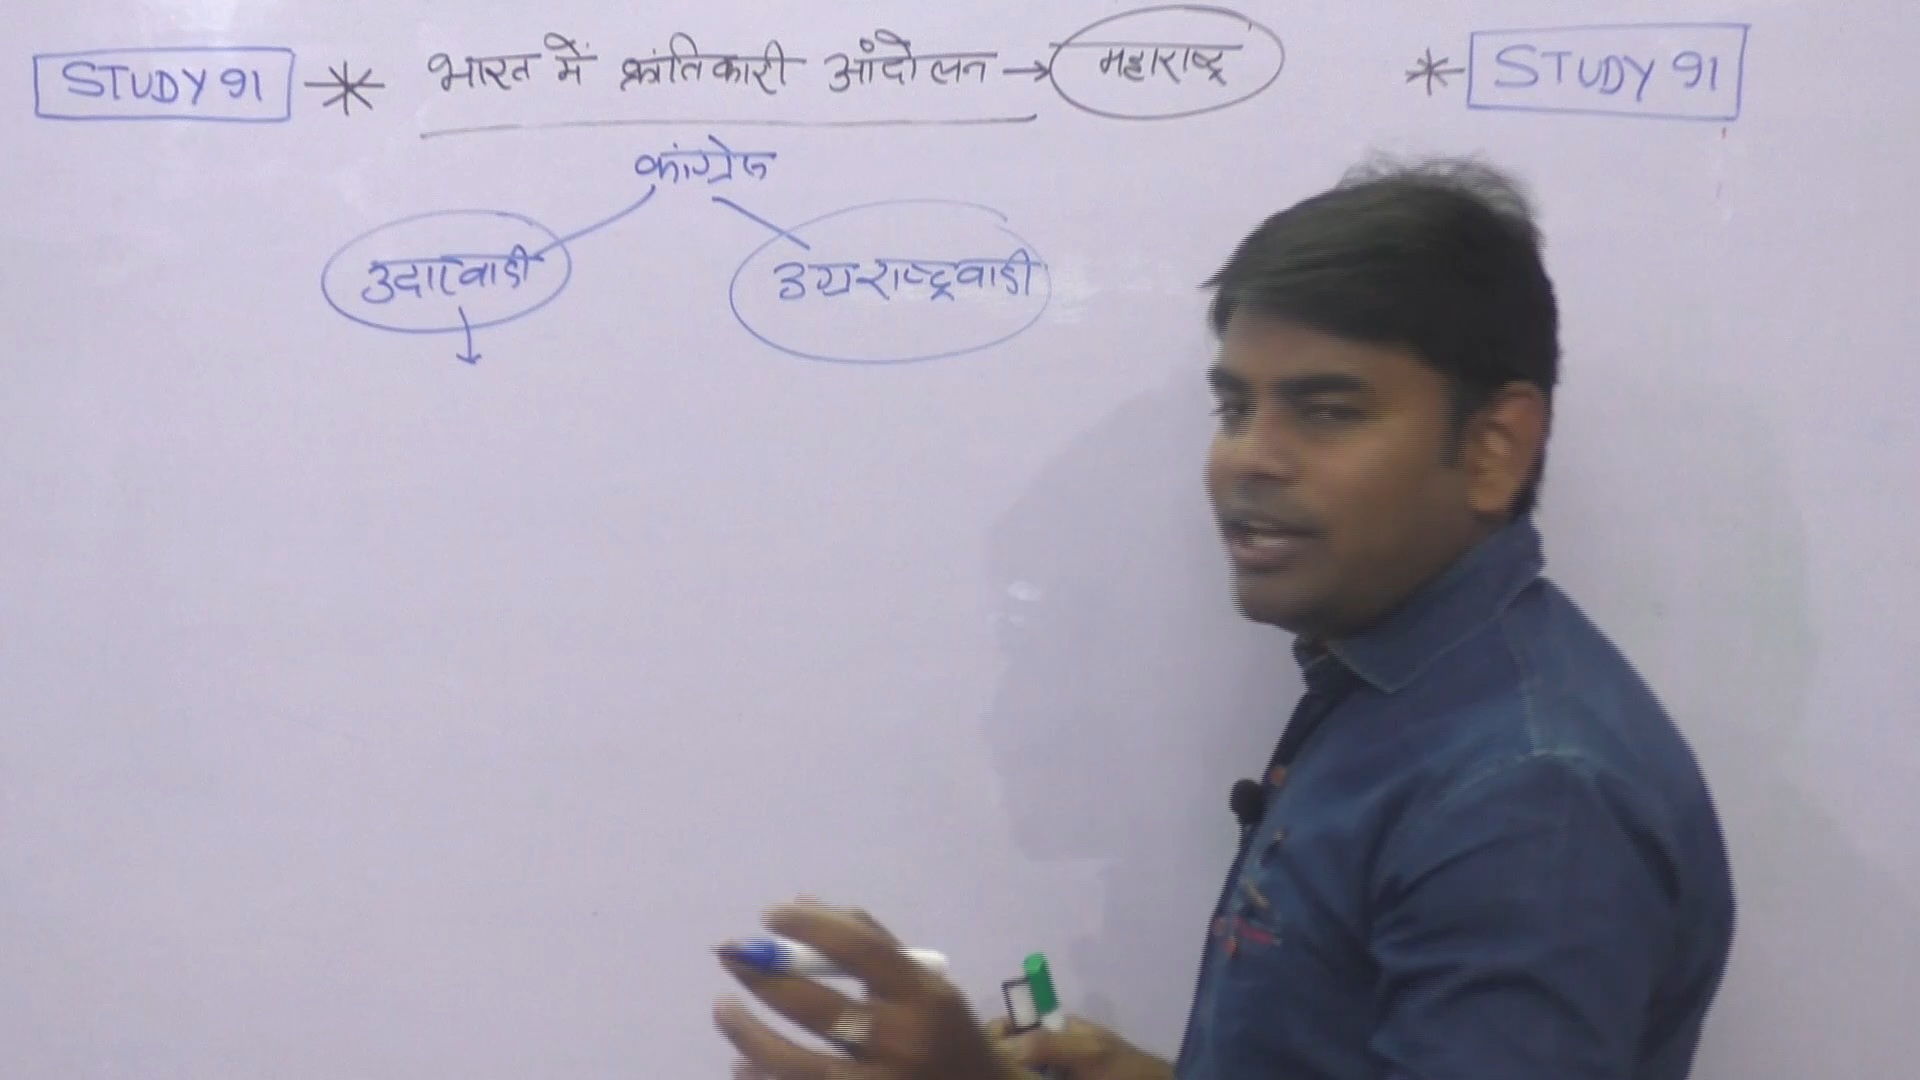 STUDY 91 * भारत में क्रांतिकारी आंदोलन → महाराष्ट्र * STUDY 91
कांग्रेस
उदारवादी उग्रराष्ट्रवादी